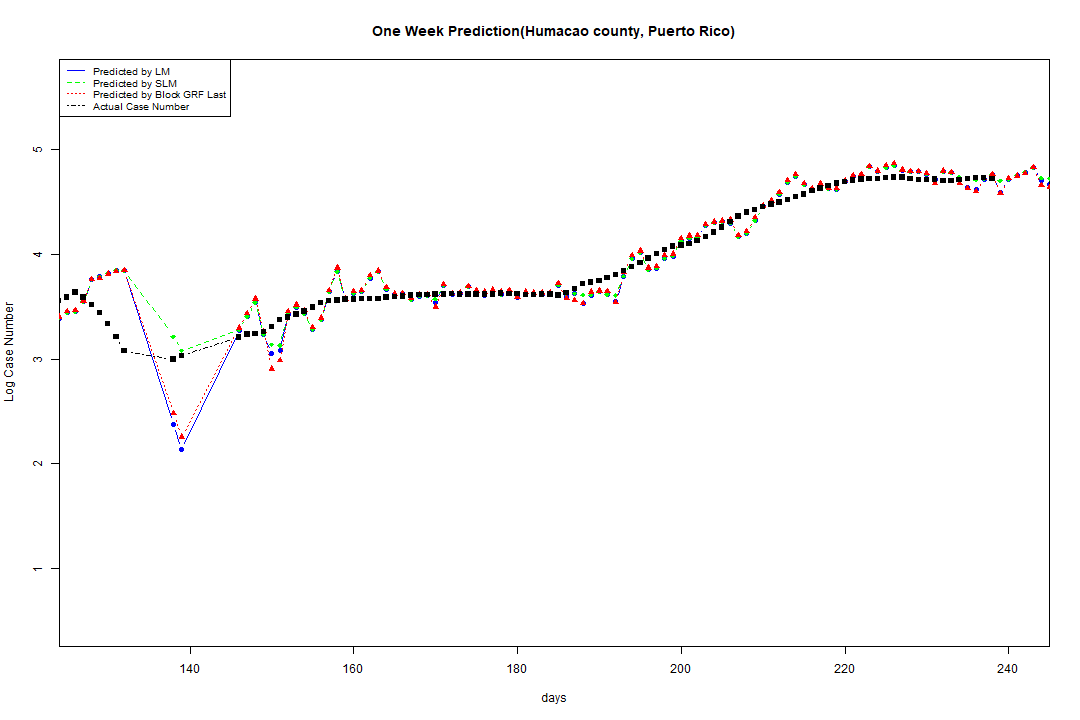 One Week Prediction(Humacao county, Puerto Rico)
Predicted by LM
Predicted by SLM
Predicted by Block GRF Last
Actual Case Number
5
4
3
2
1
Log Case Number
140 160 180 200 220 240
days